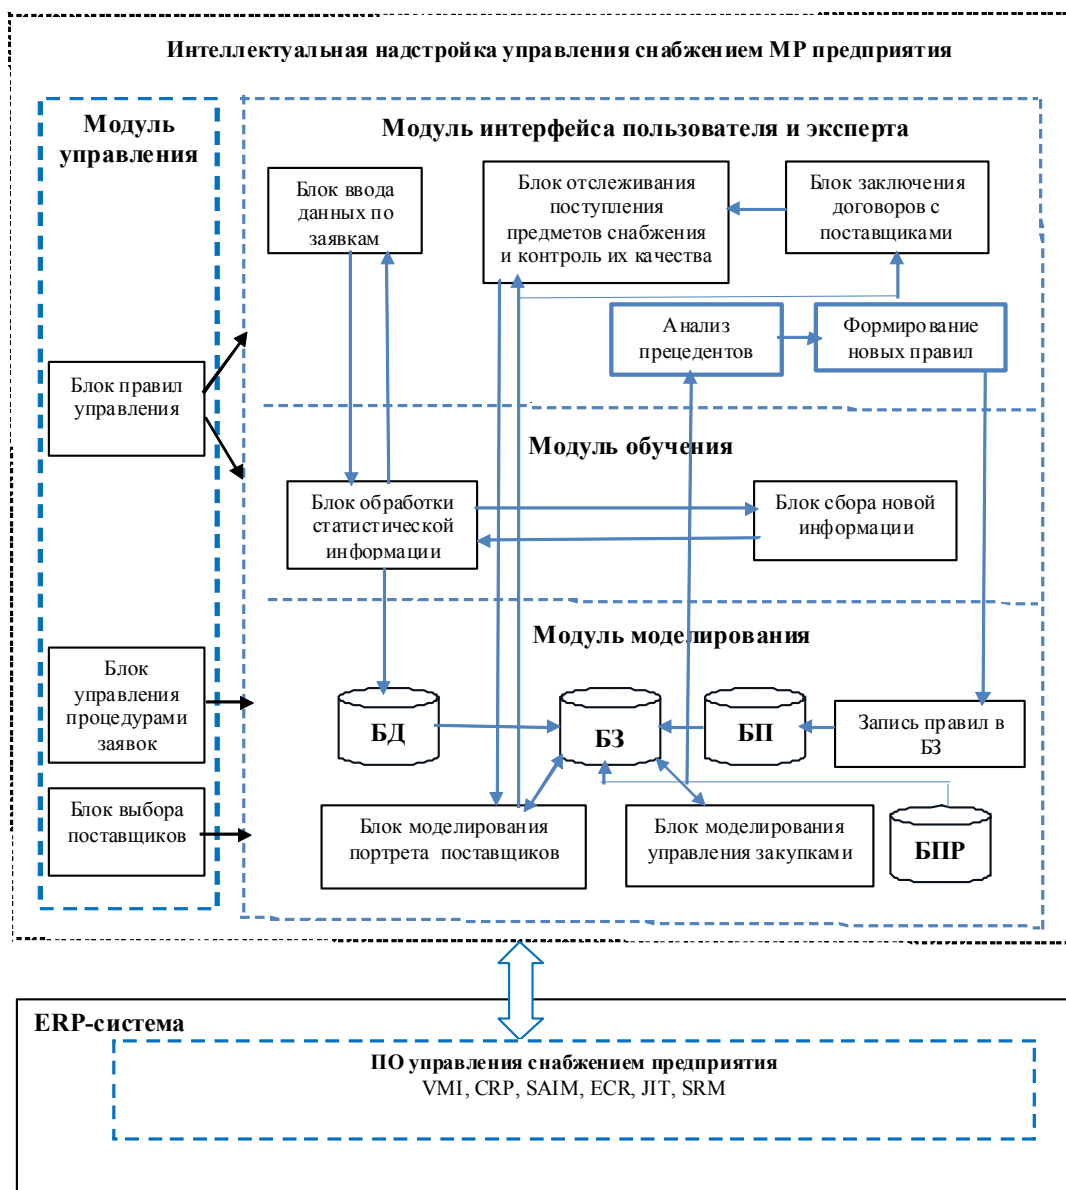 Интеллектуальная надстройка управления снабжением МР предприятия
Модуль
управления
Модуль интерфейса пользователя и эксперта
Блок ввода
данных по
заявкам
Блок отслеживания
поступления
предметов снабжения
и контроль их качества
Блок заключения
договоров с
поставщиками
Анализ
прецедентов
Формирование
новых правил
Блок правил
управления
Модуль обучения
Блок обработки
статистической
информации
Блок сбора новой
информации
Модуль моделирования
Блок
управления
процедурами
заявок
БД
БЗ
БП
Запись правил в
БЗ
Блок выбора
поставщиков
Блок моделирования
портрета поставщиков
Блок моделирования
управления закупками
БПР
ERP-система
ПО управления снабжением предприятия
VMI, CRP, SAIM, ECR, JIT, SRM